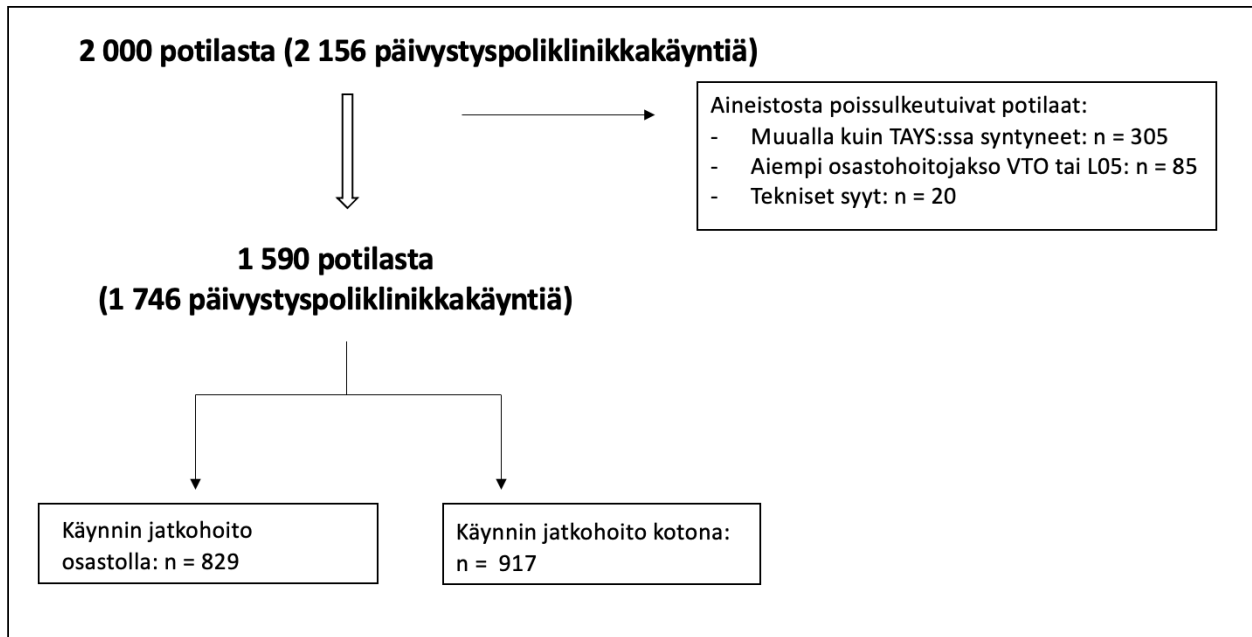 2 000 potilasta (2 156 päivystyspoliklinikkakäyntiä)
Aineistosta poissulkeutuivat potilaat:
- Muualla kuin TAYS:ssa syntyneet: n = 305
- Aiempi osastohoitojakso VTO tai L05: n = 85
- Tekniset syyt: n = 20
1 590 potilasta
(1 746 päivystyspoliklinikkakäyntiä)
Käynnin jatkohoito
osastolla: n = 829
Käynnin jatkohoito kotona:
n = 917